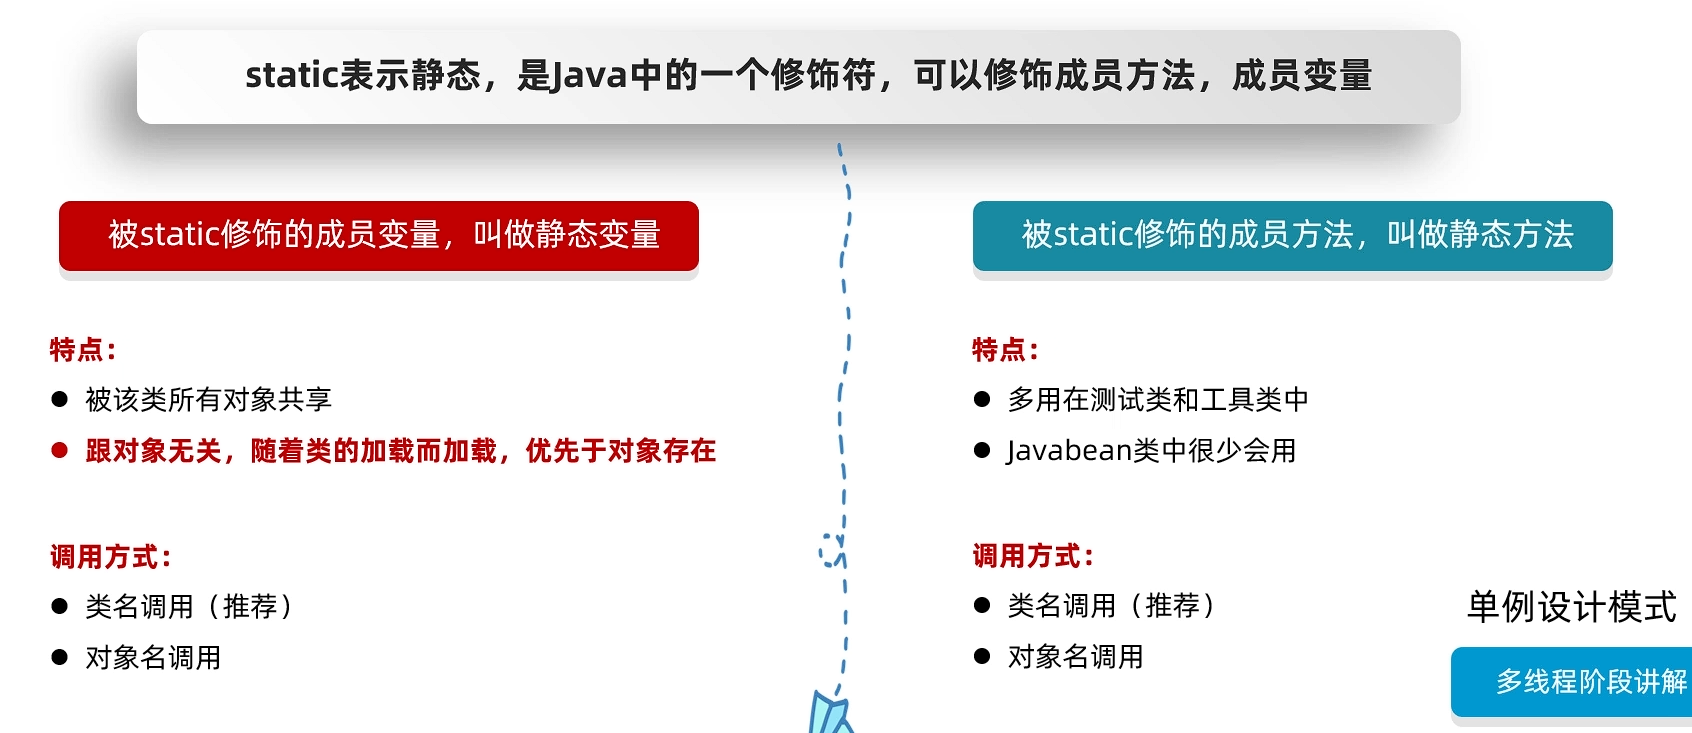 static表示静态，是Java中的一个修饰符，可以修饰成员方法，成员变量
被static修饰的成员变量，叫做静态变量
特点：
被该类所有对象共享
跟对象无关，随着类的加载而加载，优先于对象存在
调用方式：
类名调用（推荐）
对象名调用
被static修饰的成员方法，叫做静态方法
特点：
多用在测试类和工具类中
Javabean类中很少会用
调用方式：
类名调用（推荐）
对象名调用
单例设计模式
多线程阶段讲解